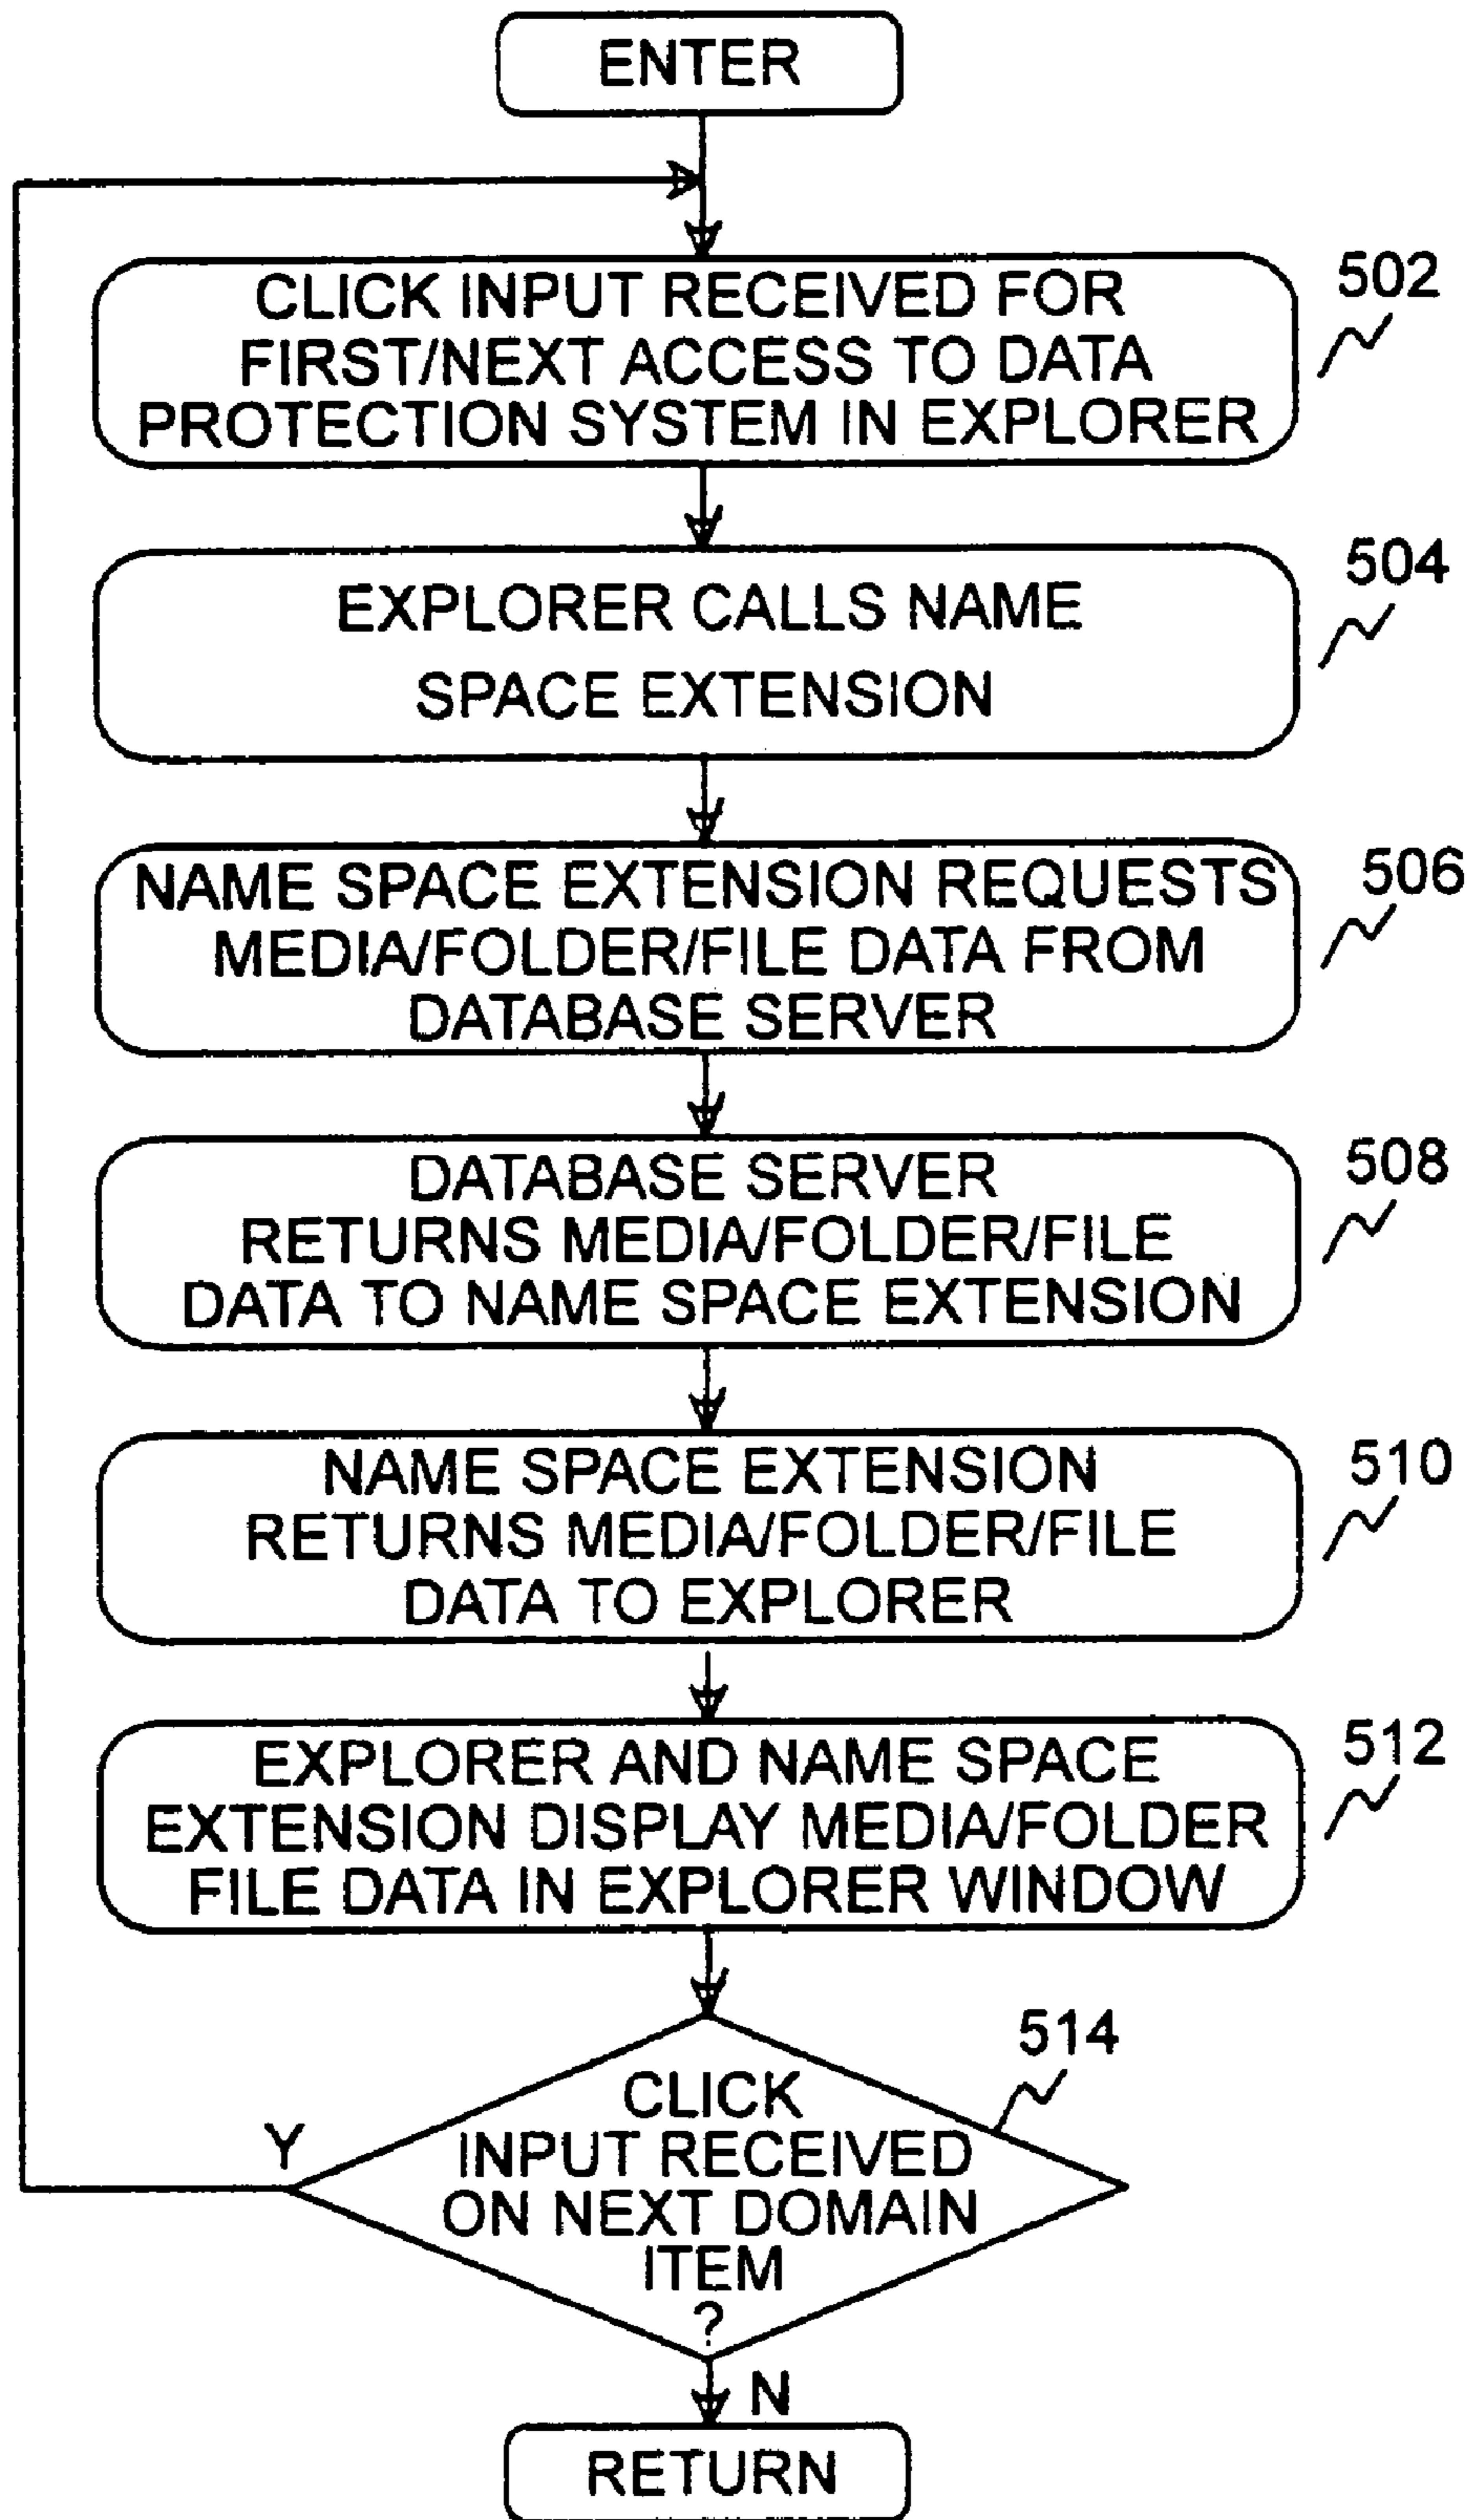 ENTER
CLICK INPUT RECEIVED FOR
FIRST/NEXT ACCESS TO DATA
PROTECTION SYSTEM IN EXPLORER
502
EXPLORER CALLS NAME
SPACE EXTENSION
504
NAME SPACE EXTENSION REQUESTS
MEDIA/FOLDER/FILE DATA FROM
DATABASE SERVER
506
DATABASE SERVER
RETURNS MEDIA/FOLDER/FILE
DATA TO NAME SPACE EXTENSION
508
NAME SPACE EXTENSION
RETURNS MEDIA/FOLDER/FILE
DATA TO EXPLORER
510
EXPLORER AND NAME SPACE
EXTENSION DISPLAY MEDIA/FOLDER
FILE DATA IN EXPLORER WINDOW
512
514
CLICK
INPUT RECEIVED
ON NEXT DOMAIN
ITEM
?
Y
N
RETURN